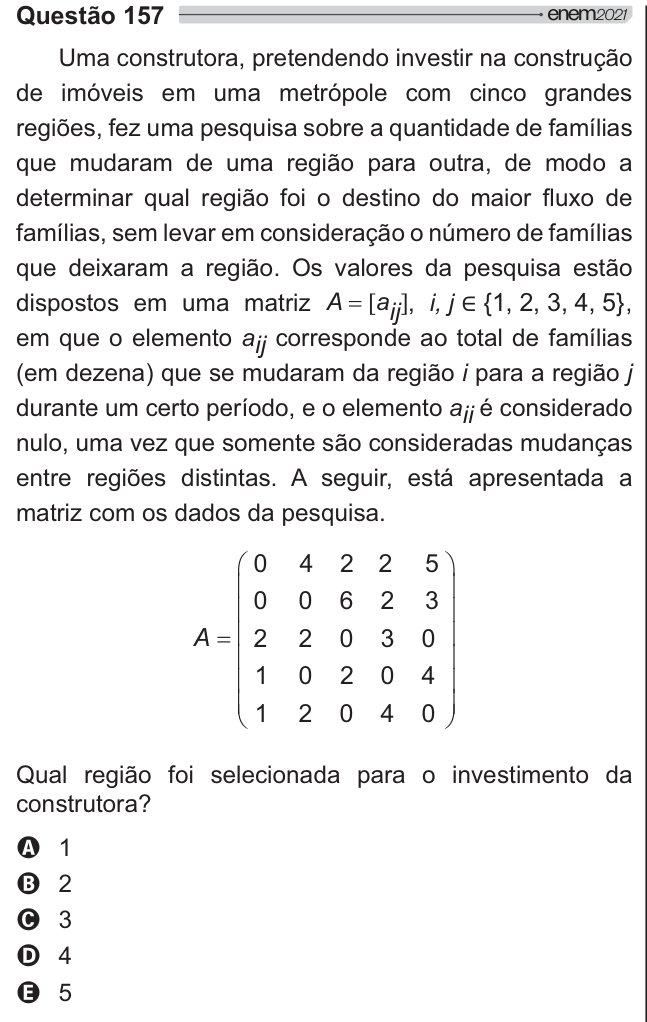 Questão 157
enem2021
Uma construtora, pretendendo investir na construção
de imóveis em uma metrópole com cinco grandes
regiões, fez uma pesquisa sobre a quantidade de famílias
que mudaram de uma região para outra, de modo a
determinar qual região foi o destino do maior fluxo de
famílias, sem levar em consideração o número de famílias
que deixaram a região. Os valores da pesquisa estão
dispostos em uma matriz A = [aij], i, j ∈ {1, 2, 3, 4, 5},
em que o elemento aij corresponde ao total de famílias
(em dezena) que se mudaram da região i para a região j
durante um certo período, e o elemento aii é considerado
nulo, uma vez que somente são consideradas mudanças
entre regiões distintas. A seguir, está apresentada a
matriz com os dados da pesquisa.
0 4 2 2 5
0 0 6 2 3
A = 2 2 0 3 0
1 0 2 0 4
1 2 0 4 0
Qual região foi selecionada para o investimento da
construtora?
A 1
B 2
C 3
D 4
E 5